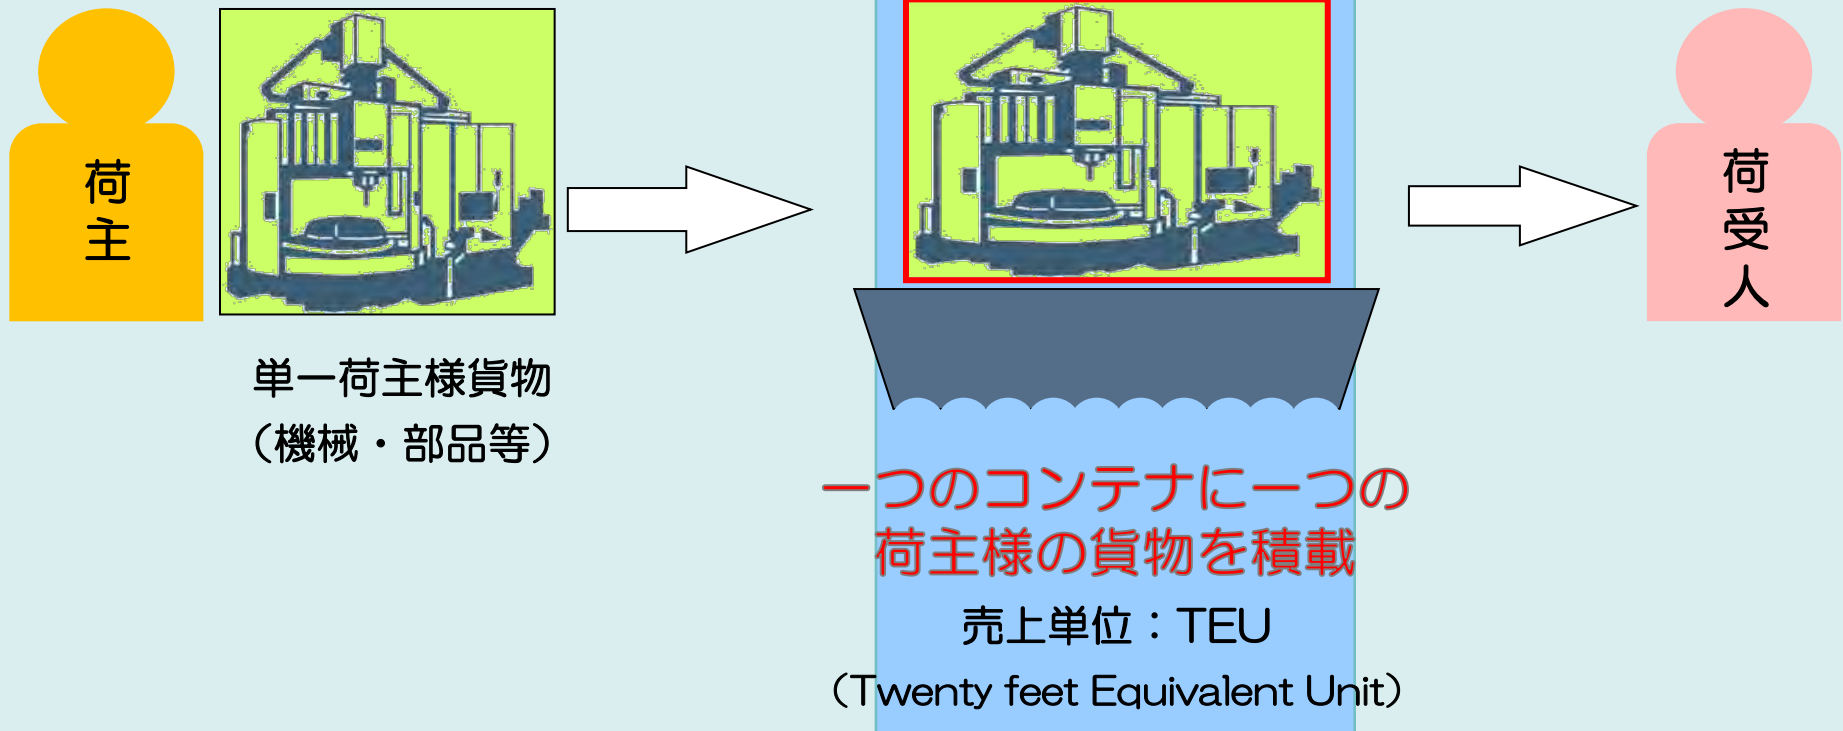 荷主
単一荷主様貨物
（機械・部品等）
一つのコンテナに一つの
荷主様の貨物を積載
売上単位：TEU
（Twenty feet Equivalent Unit）
荷受人